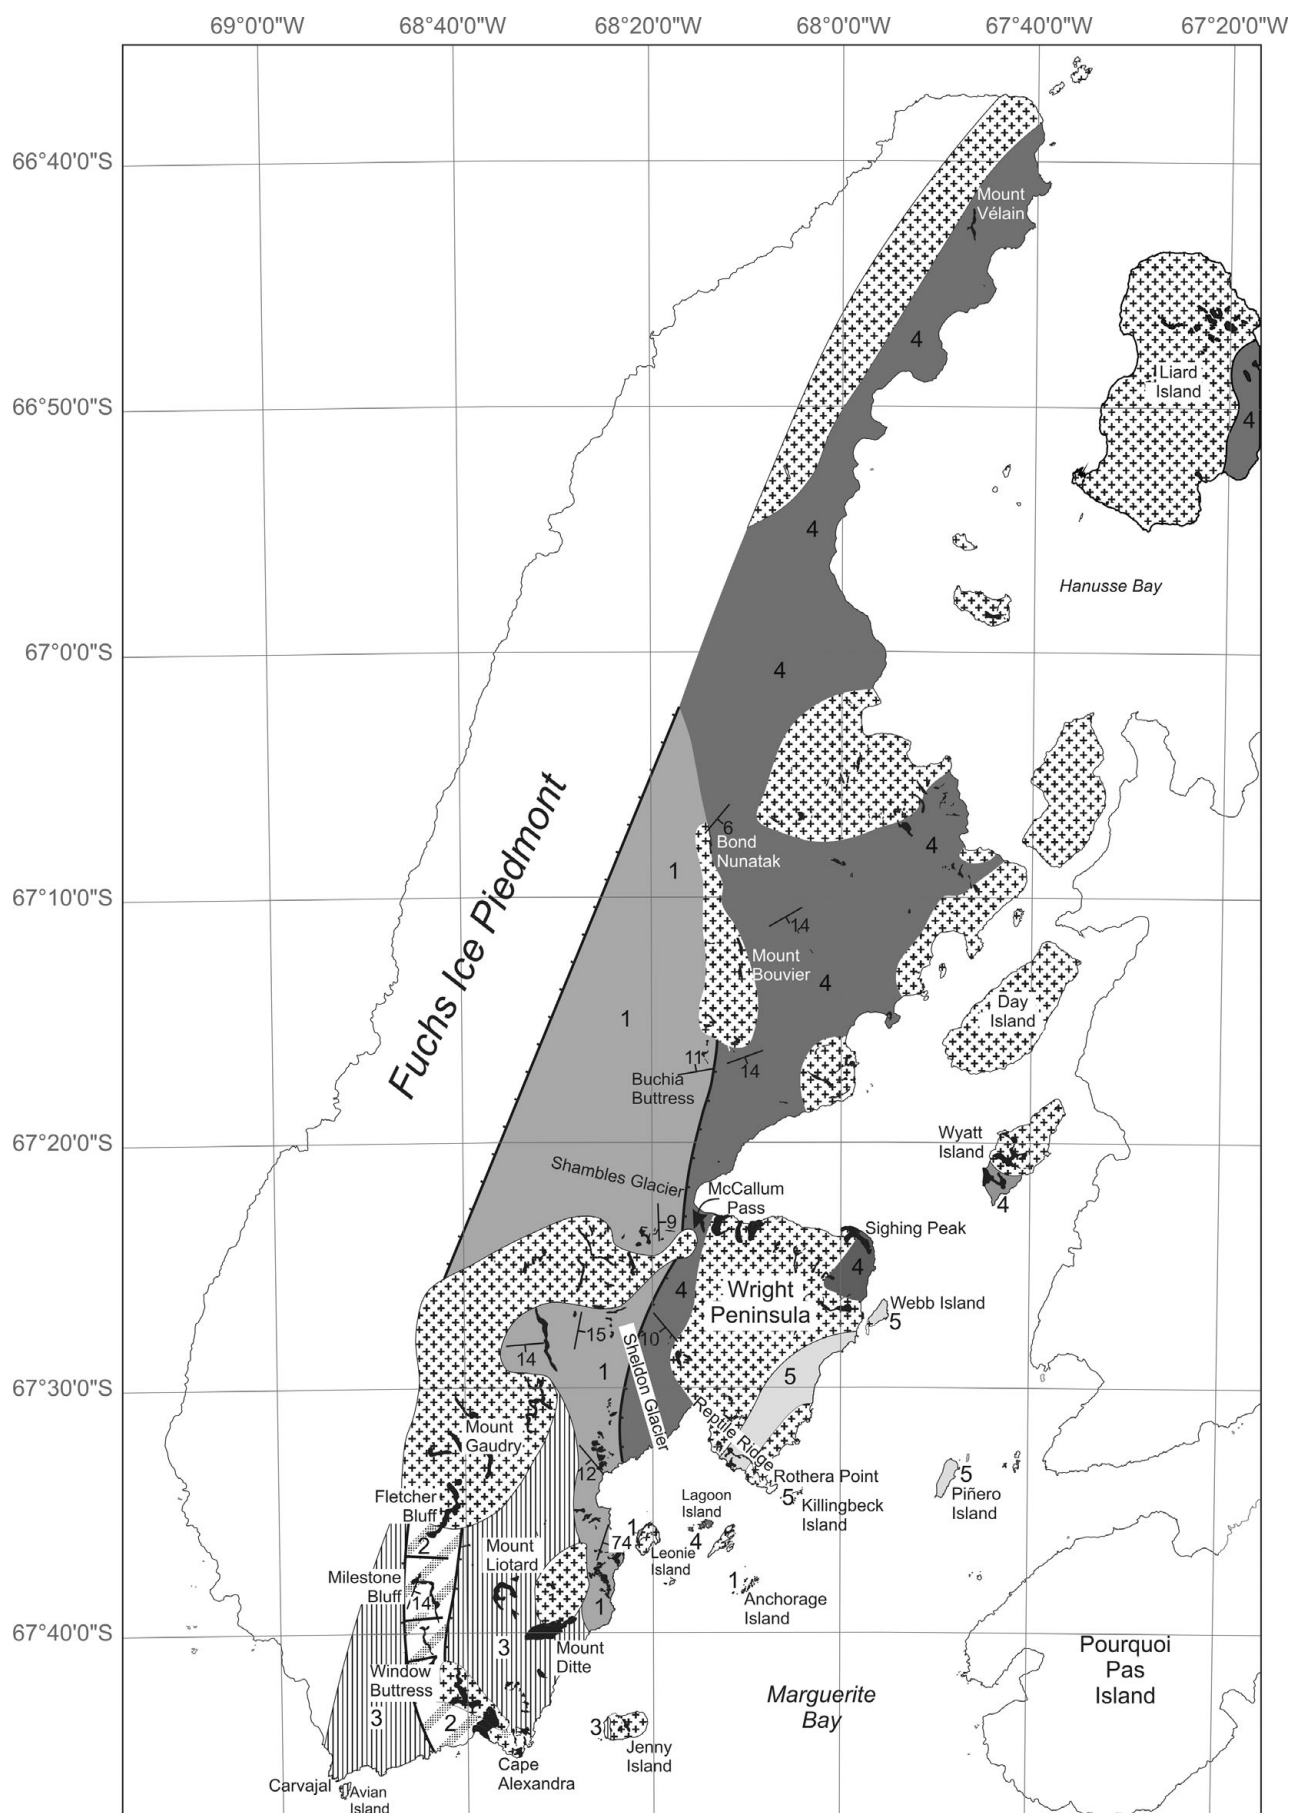 69°0'0"W
68°40'0"W
68°20'0"W
68°0'0"W
67°40'0"W
67°20'0"W
66°40'0"S
Mount
Vélain
4
Liard
Island
4
66°50'0"S
4
Hanusse Bay
67°0'0"S
4
Fuchs Ice Piedmont
6
Bond
Nunatak
4
1
67°10'0"S
14
Mount
Bouvier
4
Day
Island
1
11
14
Buchia
Buttress
67°20'0"S
Wyatt
Island
4
Shambles Glacier
McCallum
Pass
9
Sighing Peak
4
4
Wright
Peninsula
Webb Island
5
15
10
14
Sheldon Glacier
1
5
67°30'0"S
Reptile Ridge
Mount
Gaudry
12
Rothera Point
5
Killingbeck
Island
5
Piñero
Island
Fletcher
Bluff
Lagoon
Island
4
1
74
Leonie
Island
2
Mount
Liotard
Milestone
Bluff
14
1
Anchorage
Island
1
67°40'0"S
3
Mount
Ditte
Pourquoi
Pas
Island
Window
Buttress
3
2
Marguerite
Bay
3
Jenny
Island
Cape
Alexandra
Carvajal
Avian
Island